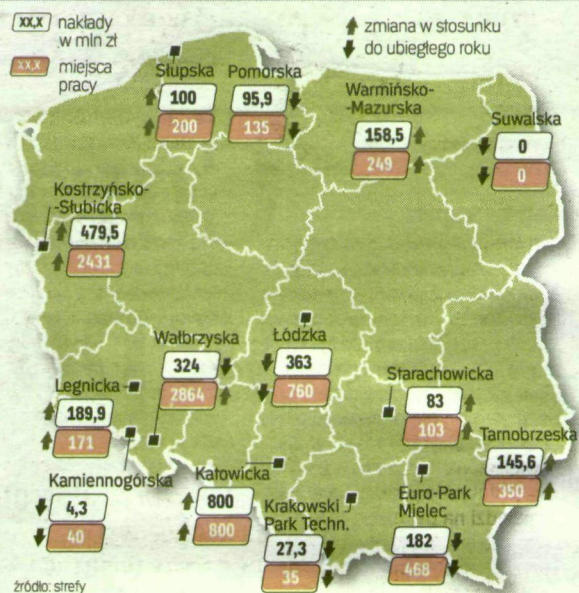 xx,x nakłady
w mln zł
xx,x miejsca
pracy
zmiana w stosunku
do ubiegłego roku
Słupska
100
200
Pomorska
95,9
135
Warmińsko-
-Mazurska
158,5
249
Suwalska
0
0
Kostrzyńsko-
-Słubicka
479,5
2431
Wałbrzyska
324
2864
Łódzka
363
760
Legnicka
189,9
171
Starachowicka
83
103
Tarnobrzeska
145,6
350
Kamiennogórska
4,3
40
Katowicka
800
800
Krakowski
Park Techn.
27,3
35
Euro-Park
Mielec
182
468
źródło: strefy